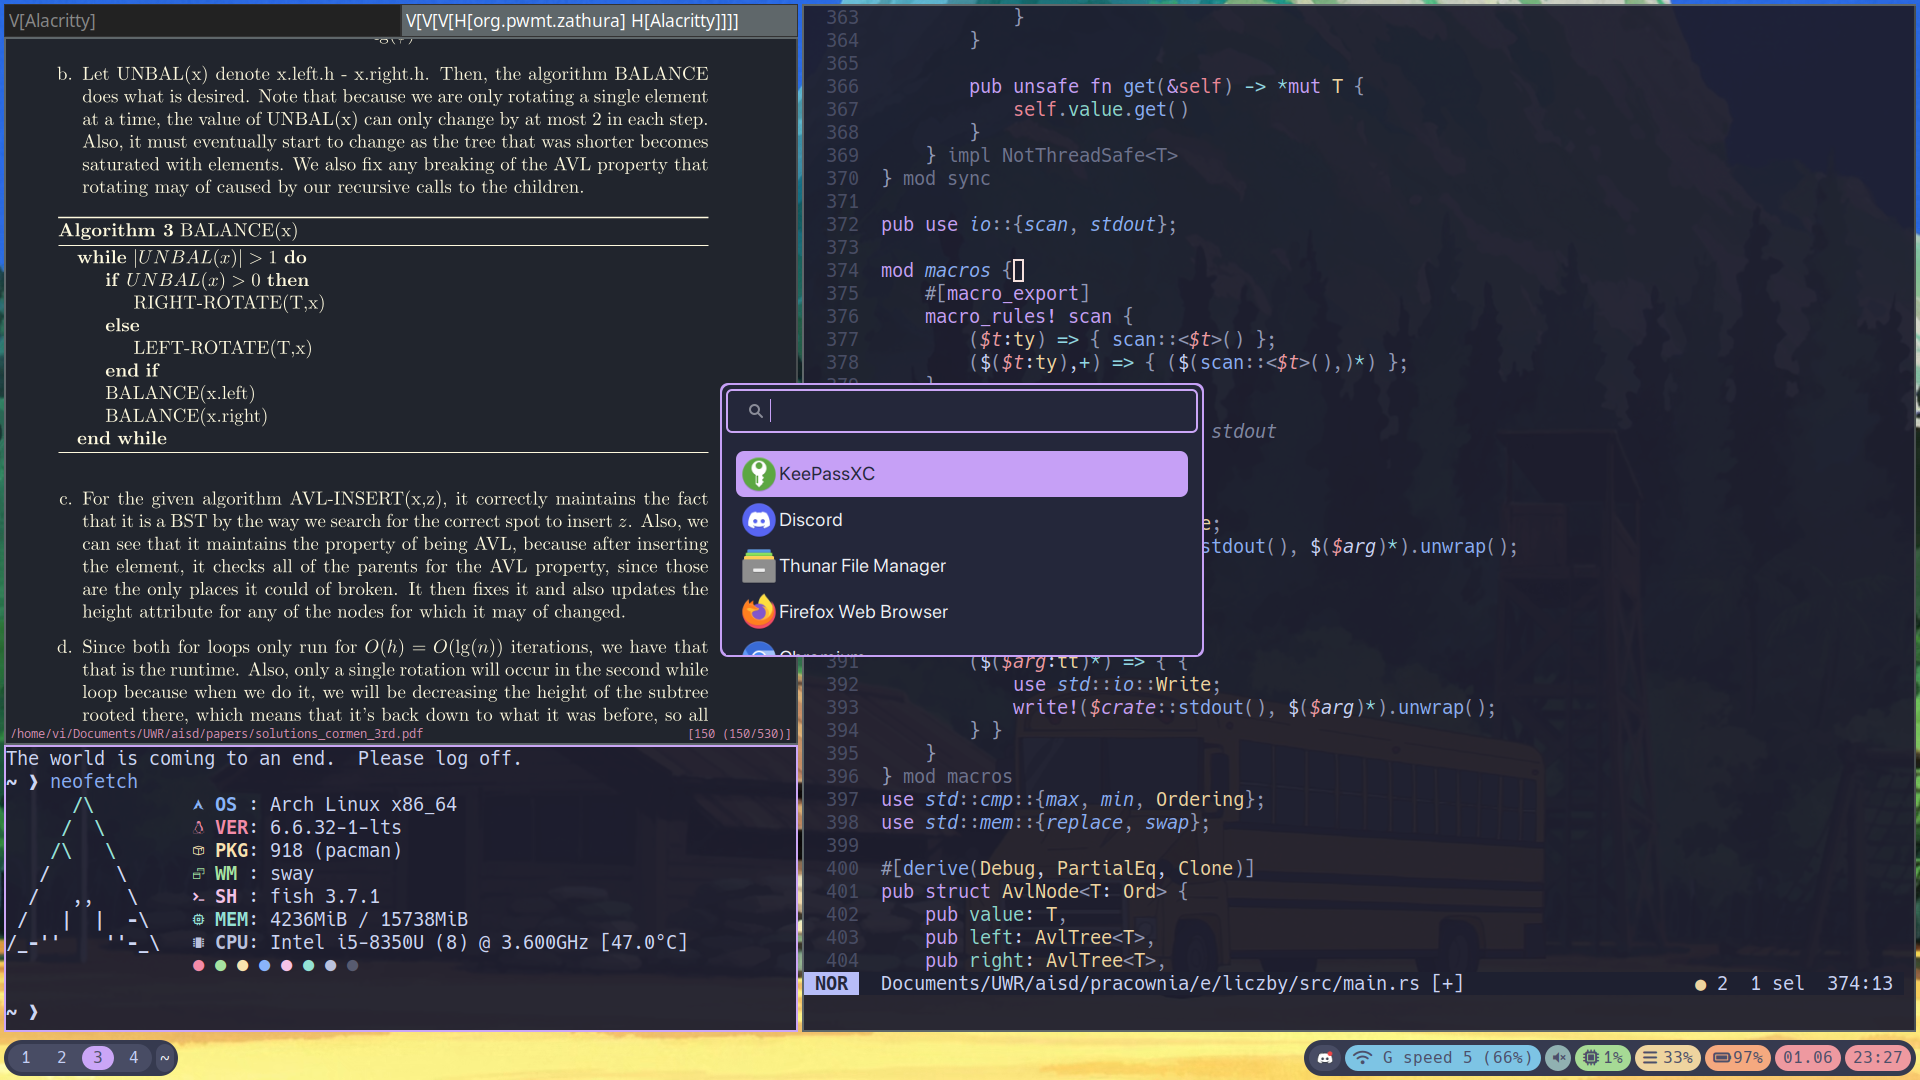 V[Alacritty]
V[V[V[H[org.pwmt.zathura] H[Alacritty]]]]
b. Let UNBAL(x) denote x.left.h - x.right.h. Then, the algorithm BALANCE
does what is desired. Note that because we are only rotating a single element
at a time, the value of UNBAL(x) can only change by at most 2 in each step.
Also, it must eventually start to change as the tree that was shorter becomes
saturated with elements. We also fix any breaking of the AVL property that
rotating may of caused by our recursive calls to the children.
Algorithm 3 BALANCE(x)
while |UNBAL(x)| > 1 do
if UNBAL(x) > 0 then
RIGHT-ROTATE(T,x)
else
LEFT-ROTATE(T,x)
end if
BALANCE(x.left)
BALANCE(x.right)
end while
c. For the given algorithm AVL-INSERT(x,z), it correctly maintains the fact
that it is a BST by the way we search for the correct spot to insert z. Also, we
can see that it maintains the property of being AVL, because after inserting
the element, it checks all of the parents for the AVL property, since those
are the only places it could of broken. It then fixes it and also updates the
height attribute for any of the nodes for which it may of changed.
d. Since both for loops only run for O(h) = O(lg(n)) iterations, we have that
that is the runtime. Also, only a single rotation will occur in the second while
loop because when we do it, we will be decreasing the height of the subtree
rooted there, which means that it's back down to what it was before, so all
/home/vi/Documents/UWR/aisd/papers/solutions_cormen_3rd.pdf [150 (150/530)]
The world is coming to an end.  Please log off.
~ ❯ neofetch
OS : Arch Linux x86_64
VER: 6.6.32-1-lts
PKG: 918 (pacman)
WM : sway
SH : fish 3.7.1
MEM: 4236MiB / 15738MiB
CPU: Intel i5-8350U (8) @ 3.600GHz [47.0°C]
~ ❯
363 }
364 }
365
366 pub unsafe fn get(&self) -> *mut T {
367 self.value.get()
368 }
369 } impl NotThreadSafe<T>
370 } mod sync
371
372 pub use io::{scan, stdout};
373
374 mod macros {
375 #[macro_export]
376 macro_rules! scan {
377 ($t:ty) => { scan::<$t>() };
378 ($($t:ty),+) => { ($(scan::<$t>(),)*) };
stdout
e;
stdout(), $($arg)*).unwrap();
KeePassXC
Discord
Thunar File Manager
Firefox Web Browser
391 ($($arg:tt)*) => { {
392 use std::io::Write;
393 write!($crate::stdout(), $($arg)*).unwrap();
394 } }
395 }
396 } mod macros
397 use std::cmp::{max, min, Ordering};
398 use std::mem::{replace, swap};
399
400 #[derive(Debug, PartialEq, Clone)]
401 pub struct AvlNode<T: Ord> {
402 pub value: T,
403 pub left: AvlTree<T>,
404 pub right: AvlTree<T>,
NOR Documents/UWR/aisd/pracownia/e/liczby/src/main.rs [+] ● 2 1 sel 374:13
1 2 3 4 ~
G speed 5 (66%) 1% 33% 97% 01.06 23:27